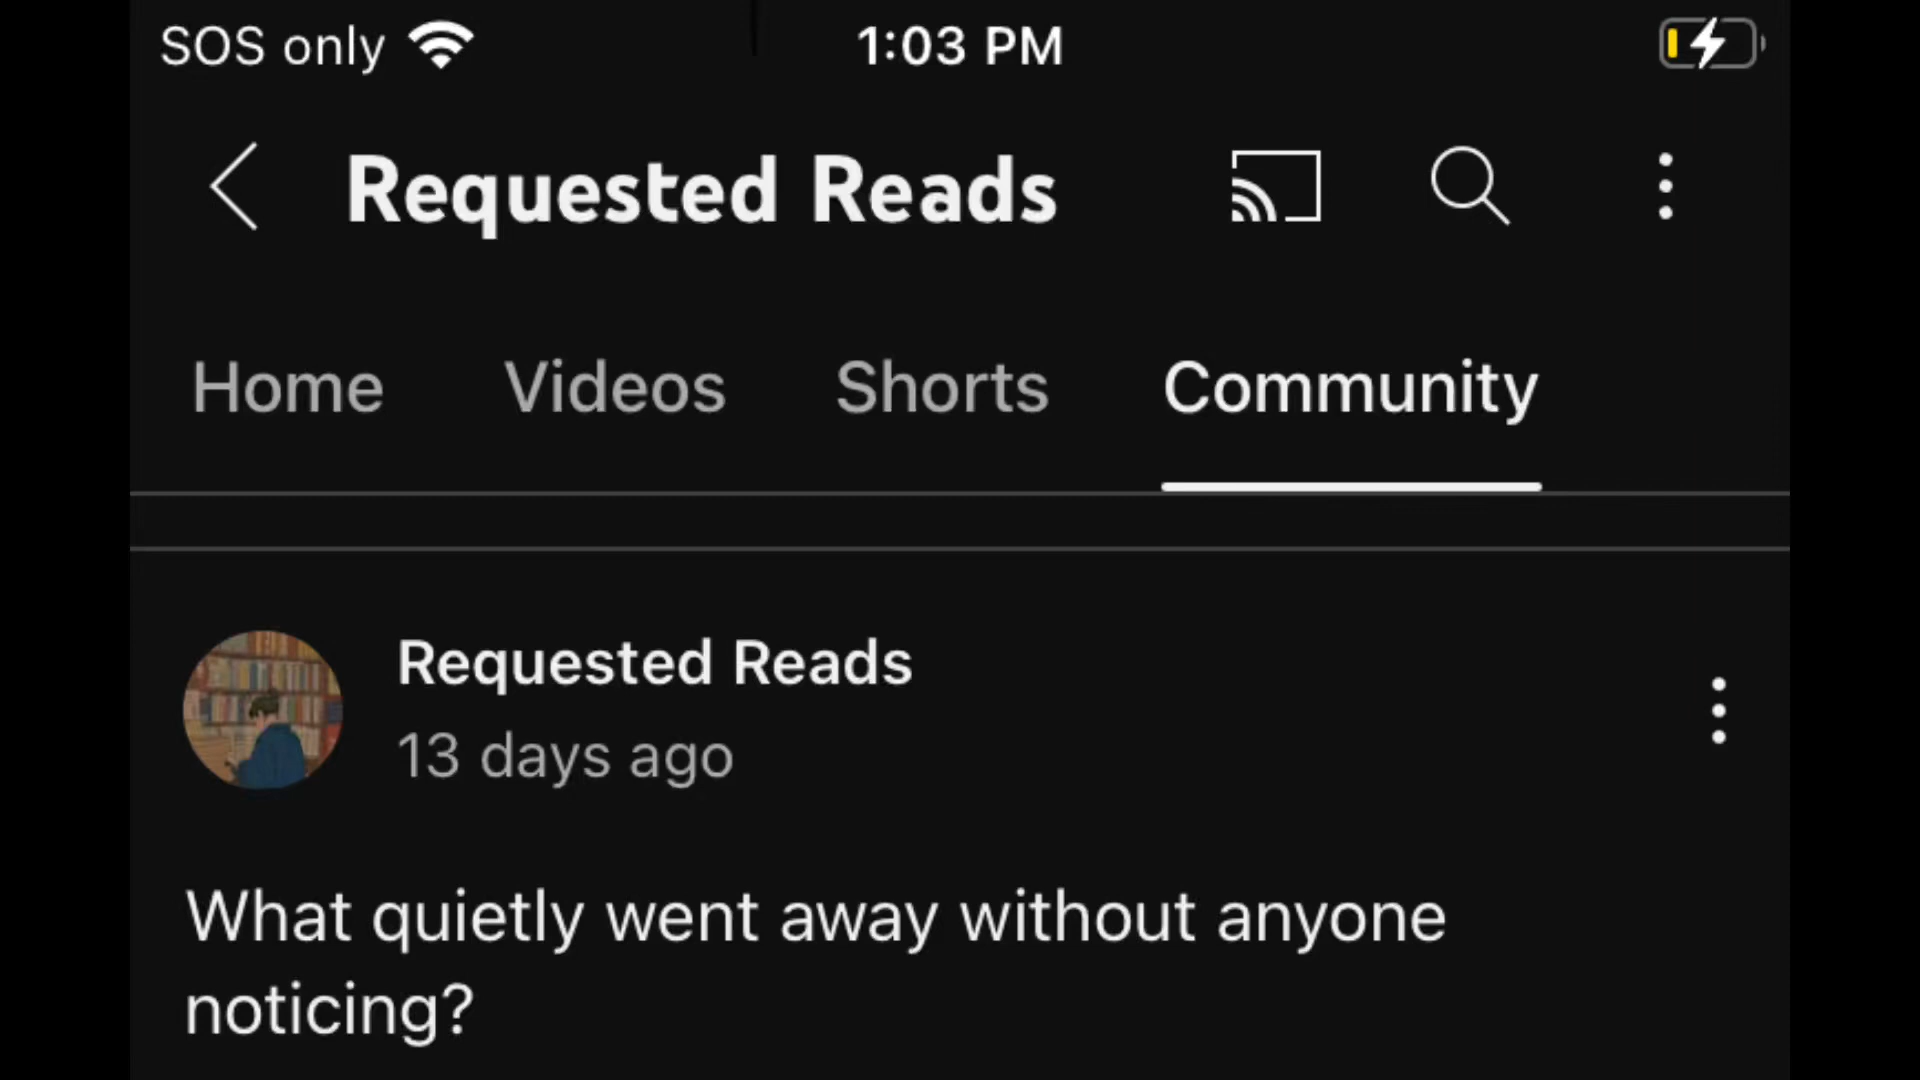 SOS only
1:03 PM
Requested Reads
Home Videos Shorts Community
Requested Reads
13 days ago
What quietly went away without anyone
noticing?